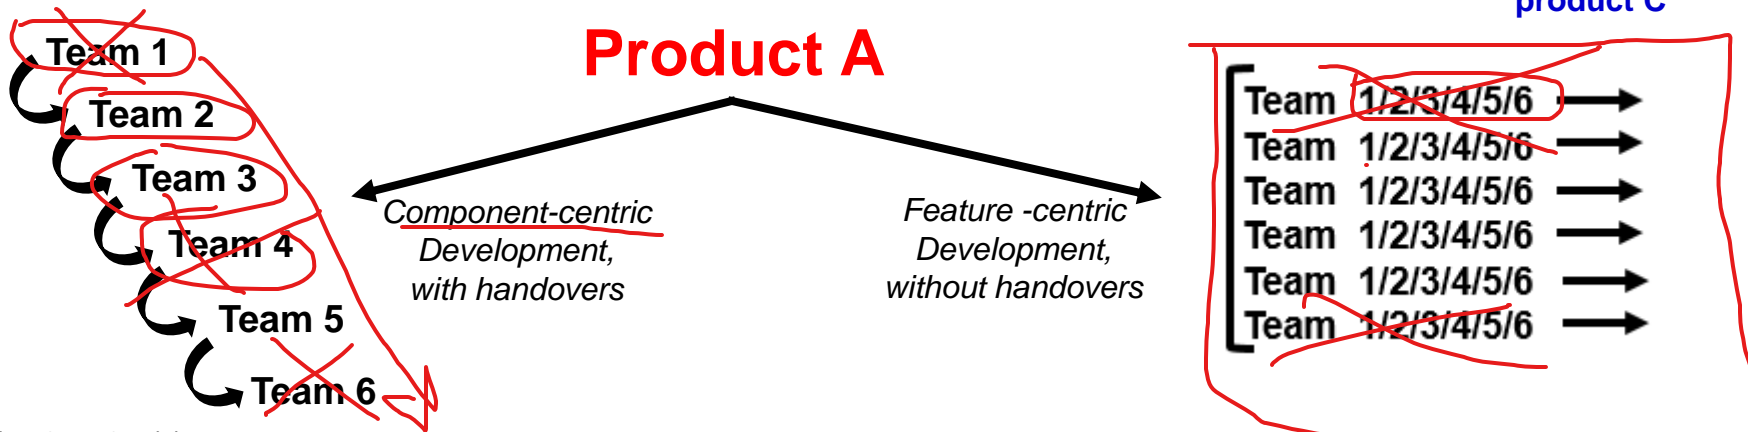 product C
Product A
Team 1
Team 2
Team 3
Team 4
Team 5
Team 6
Component-centric
Development,
with handovers
Feature -centric
Development,
without handovers
Team 1/2/3/4/5/6
Team 1/2/3/4/5/6
Team 1/2/3/4/5/6
Team 1/2/3/4/5/6
Team 1/2/3/4/5/6
Team 1/2/3/4/5/6